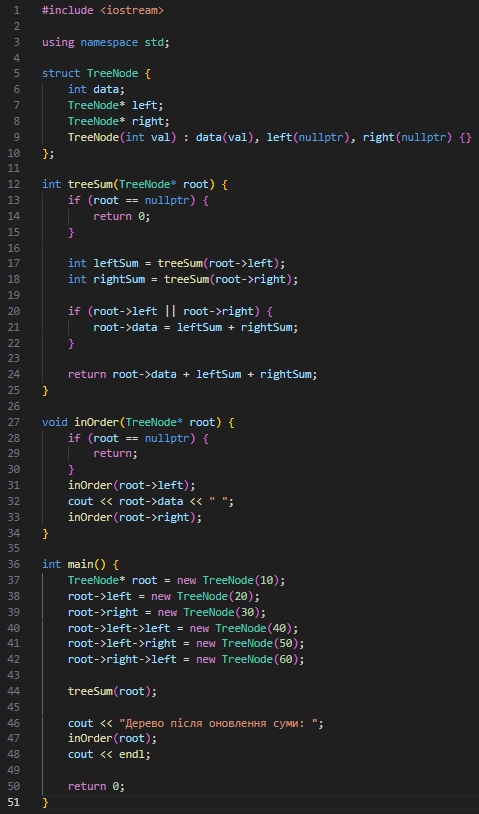 1 #include <iostream>
2
3 using namespace std;
4
5 struct TreeNode {
6     int data;
7     TreeNode* left;
8     TreeNode* right;
9     TreeNode(int val) : data(val), left(nullptr), right(nullptr) {}
10 };
11
12 int treeSum(TreeNode* root) {
13     if (root == nullptr) {
14         return 0;
15     }
16
17     int leftSum = treeSum(root->left);
18     int rightSum = treeSum(root->right);
19
20     if (root->left || root->right) {
21         root->data = leftSum + rightSum;
22     }
23
24     return root->data + leftSum + rightSum;
25 }
26
27 void inOrder(TreeNode* root) {
28     if (root == nullptr) {
29         return;
30     }
31     inOrder(root->left);
32     cout << root->data << " ";
33     inOrder(root->right);
34 }
35
36 int main() {
37     TreeNode* root = new TreeNode(10);
38     root->left = new TreeNode(20);
39     root->right = new TreeNode(30);
40     root->left->left = new TreeNode(40);
41     root->left->right = new TreeNode(50);
42     root->right->left = new TreeNode(60);
43
44     treeSum(root);
45
46     cout << "Дерево після оновлення суми: ";
47     inOrder(root);
48     cout << endl;
49
50     return 0;
51 }